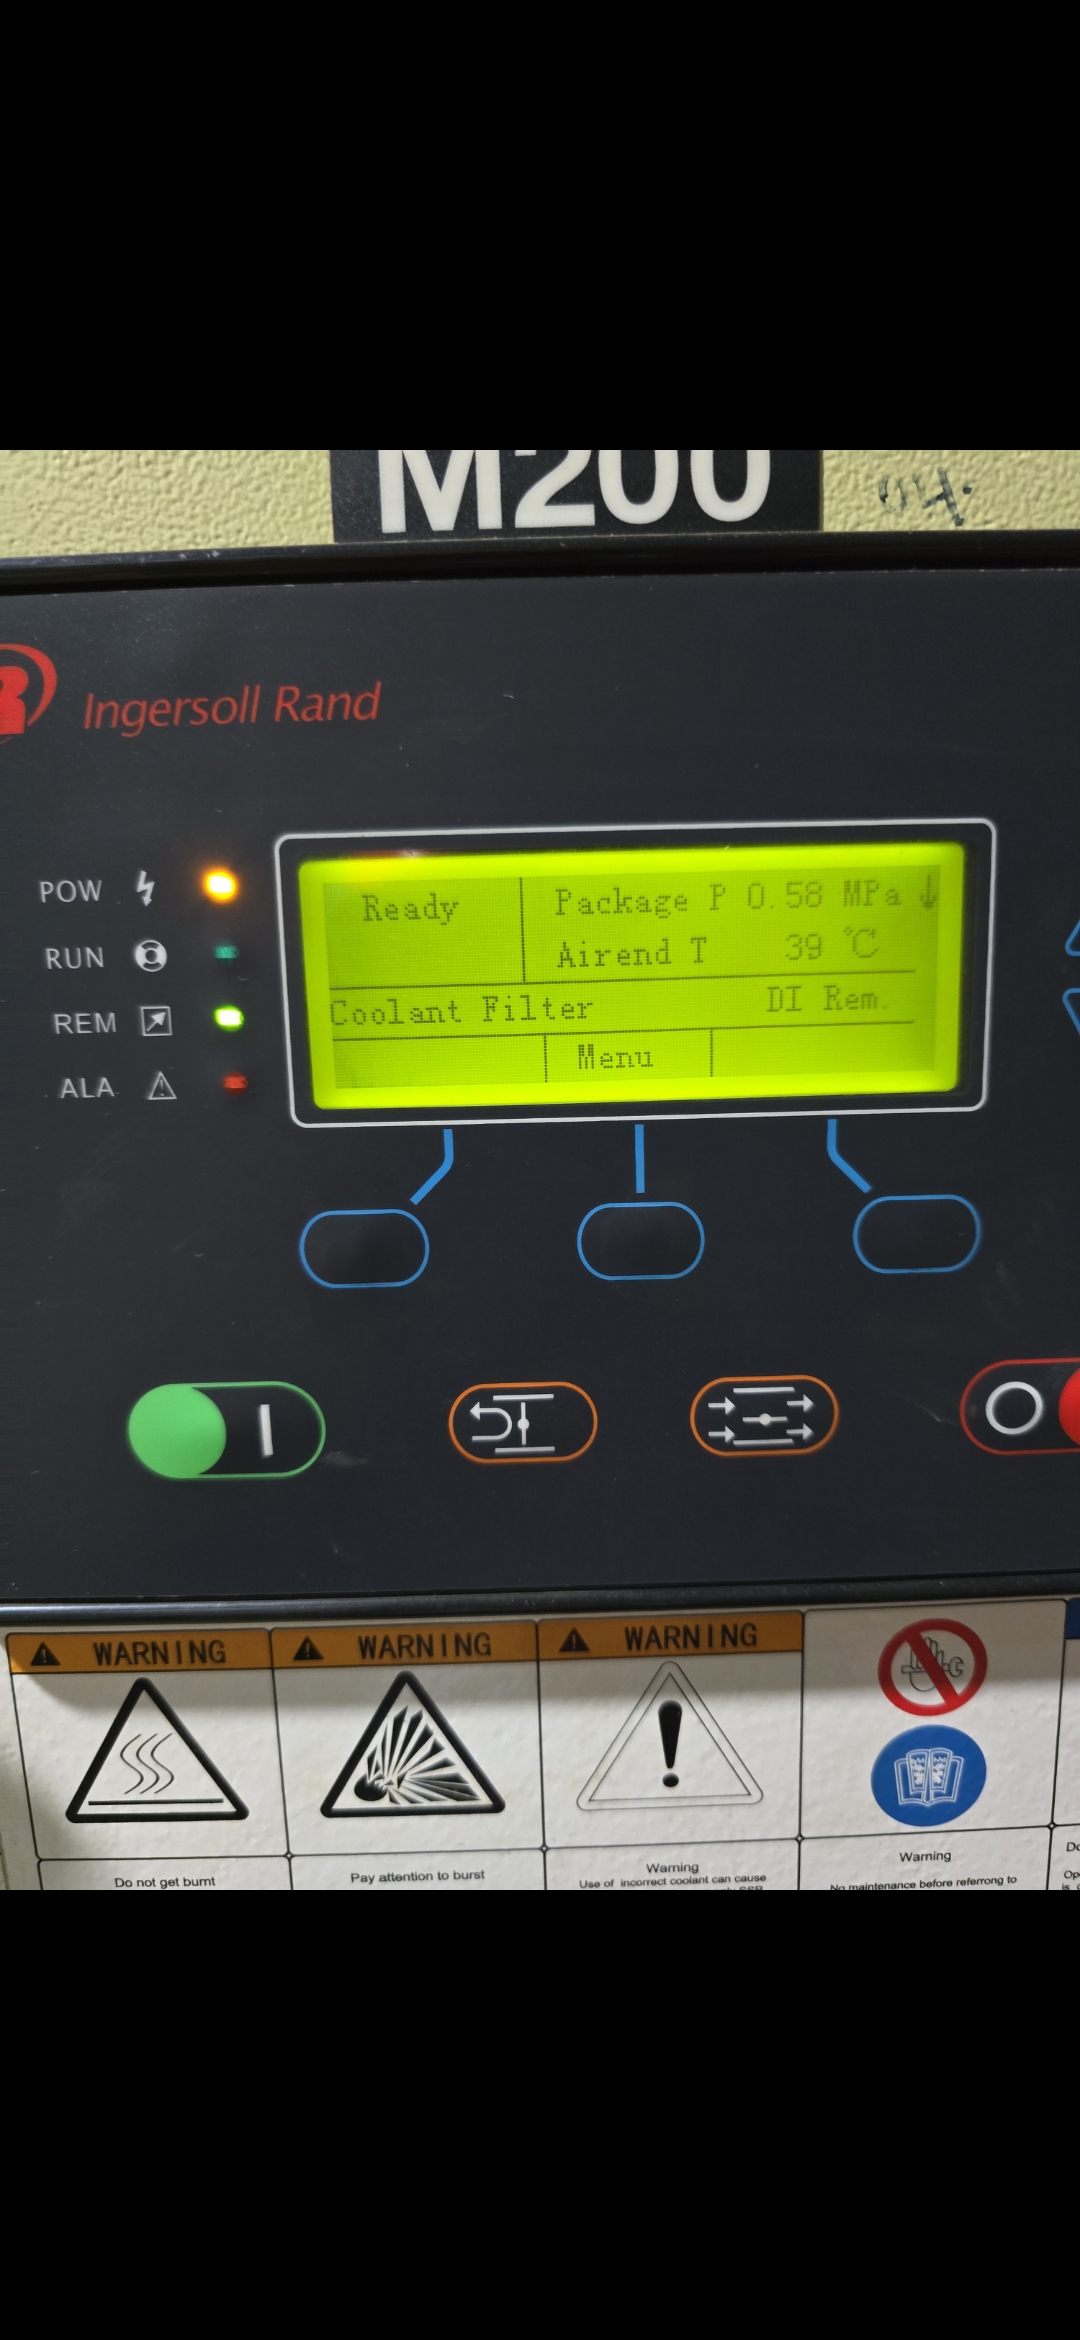 M200
04.
Ingersoll Rand
POW
RUN
REM
ALA
Ready
Package P 0.58 MPa ↓
Airend T 39 ℃
Coolant Filter
DI Rem.
Menu
WARNING
WARNING
WARNING
Do not get burnt
Pay attention to burst
Warning
Use of incorrect coolant can cause
Warning
No maintenance before referrong to